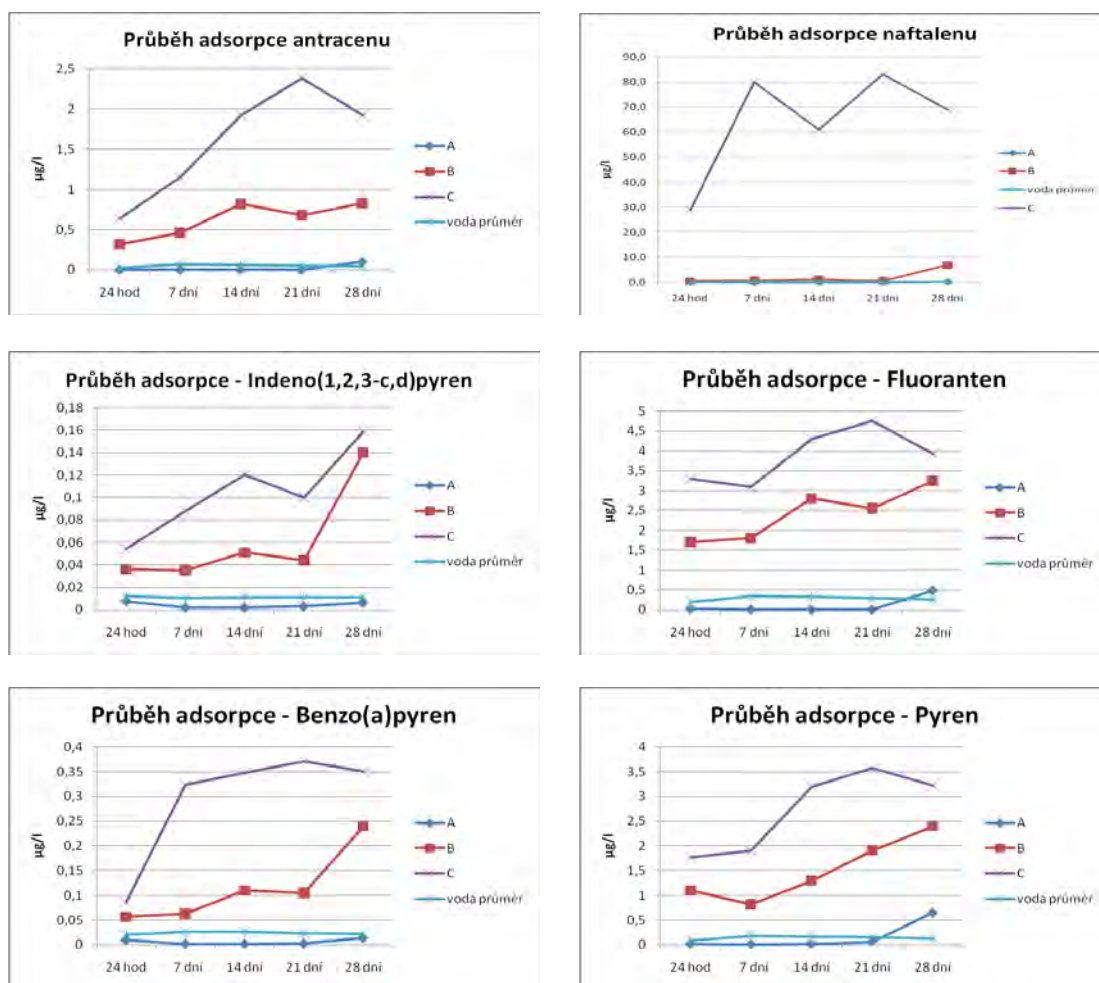 Průběh adsorpce antracenu
2,5
2
1,5
1
0,5
0
µg/l
24 hod 7 dní 14 dní 21 dní 28 dní
A
B
C
voda průměr
Průběh adsorpce naftalenu
90,0
80,0
70,0
60,0
50,0
40,0
30,0
20,0
10,0
0,0
µg/l
24 hod 7 dní 14 dní 21 dní 28 dní
A
B
voda průměr
C
Průběh adsorpce - Indeno(1,2,3-c,d)pyren
0,18
0,16
0,14
0,12
0,1
0,08
0,06
0,04
0,02
0
µg/l
24 hod 7 dní 14 dní 21 dní 28 dní
A
B
C
voda průměr
Průběh adsorpce - Fluoranten
5
4,5
4
3,5
3
2,5
2
1,5
1
0,5
0
µg/l
24 hod 7 dní 14 dní 21 dní 28 dní
A
B
C
voda průměr
Průběh adsorpce - Benzo(a)pyren
0,4
0,35
0,3
0,25
0,2
0,15
0,1
0,05
0
µg/l
24 hod 7 dní 14 dní 21 dní 28 dní
A
B
C
voda průměr
Průběh adsorpce - Pyren
4
3,5
3
2,5
2
1,5
1
0,5
0
µg/l
24 hod 7 dní 14 dní 21 dní 28 dní
A
B
C
voda průměr